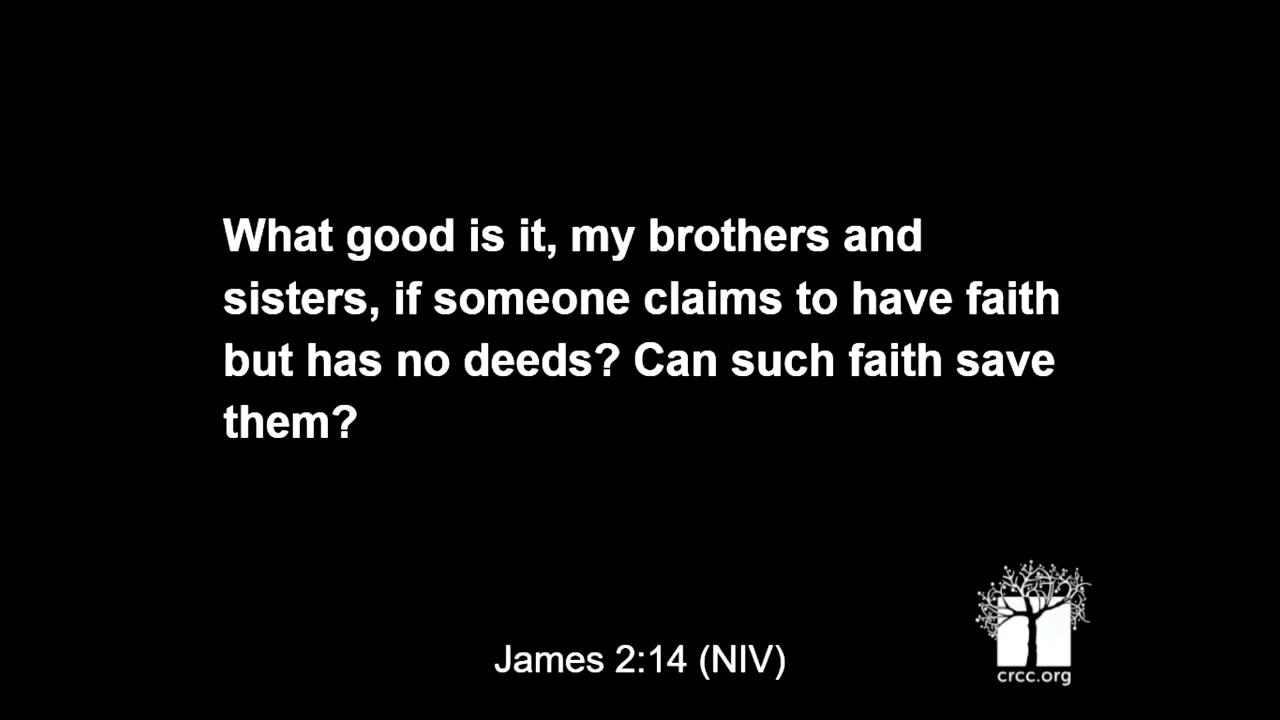 What good is it, my brothers and
sisters, if someone claims to have faith
but has no deeds? Can such faith save
them?
James 2:14 (NIV)
crcc.org